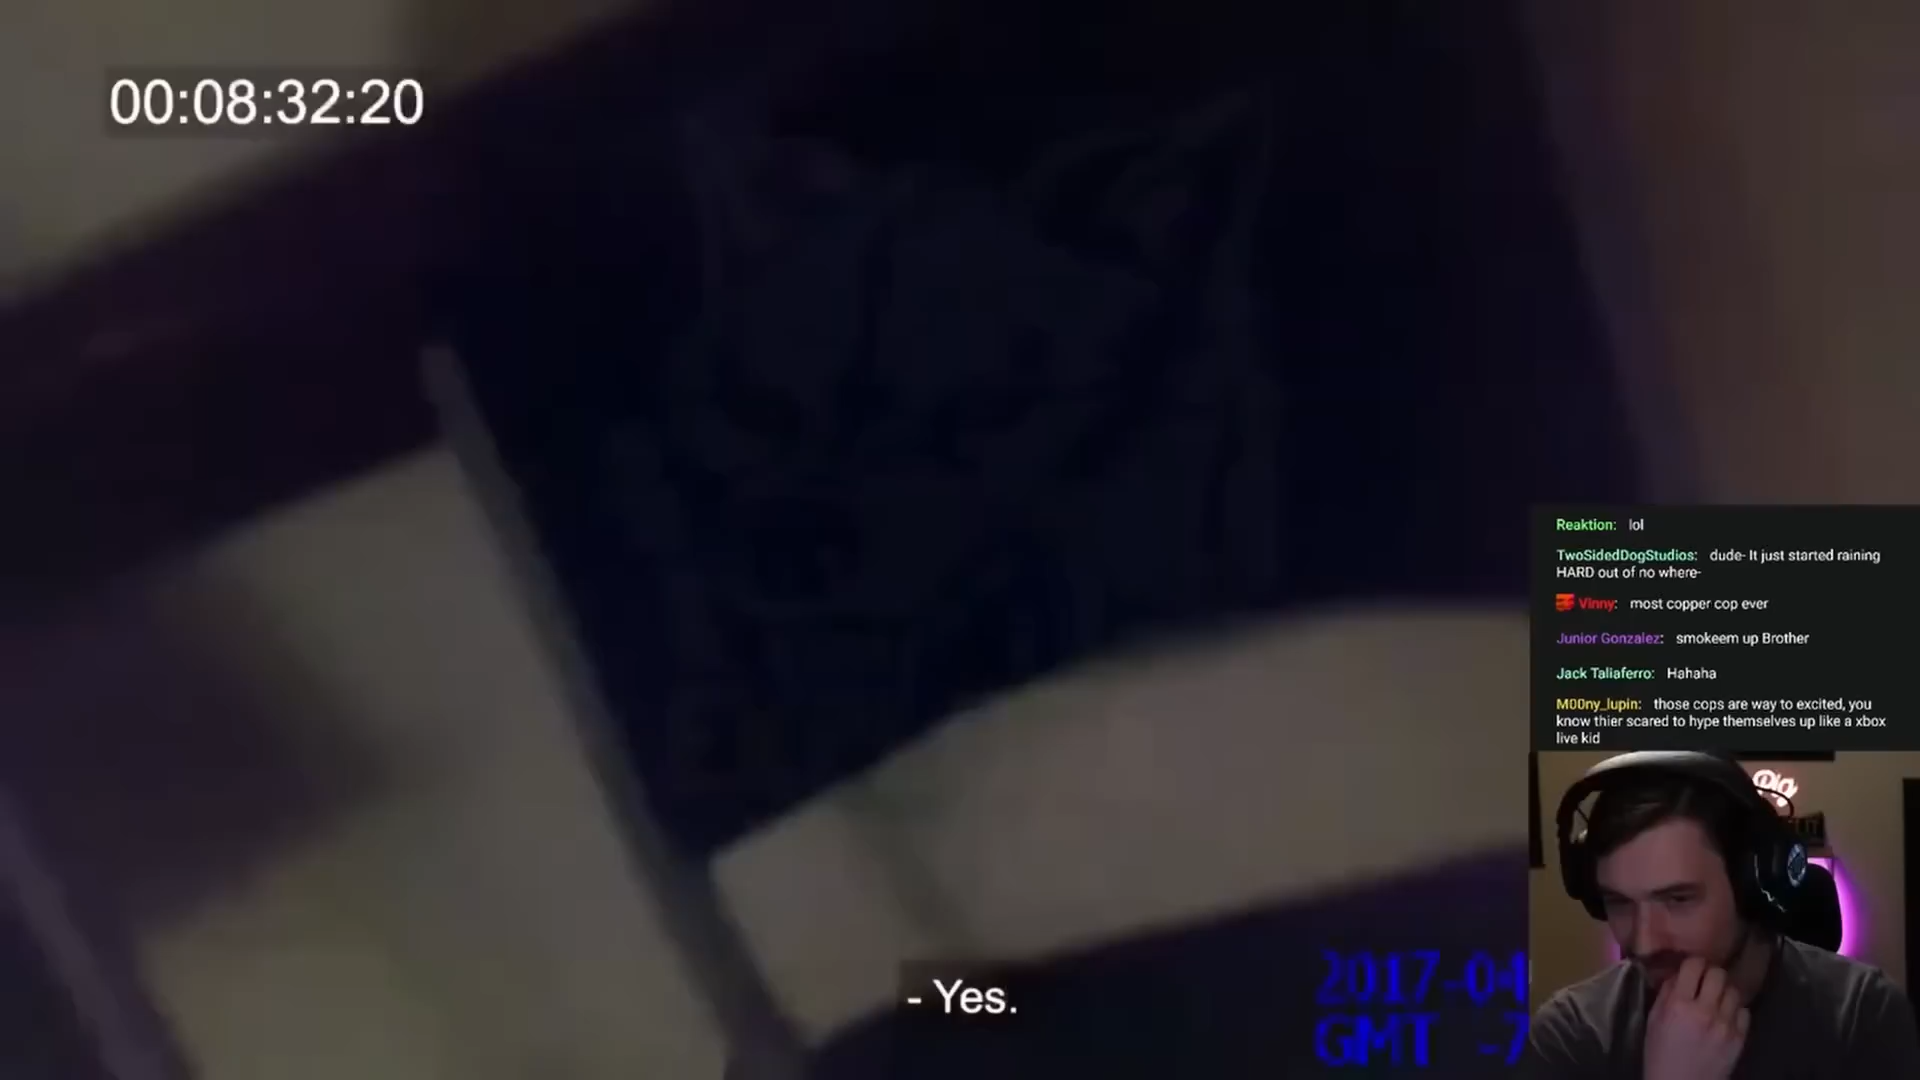 00:08:32:20
Reaktion: lol
TwoSidedDogStudios: dude- It just started raining
HARD out of no where-
Vinny: most copper cop ever
Junior Gonzalez: smokeem up Brother
Jack Taliaferro: Hahaha
M00ny_lupin: those cops are way to excited, you
know thier scared to hype themselves up like a xbox
live kid
- Yes.
2017-04
GMT -7